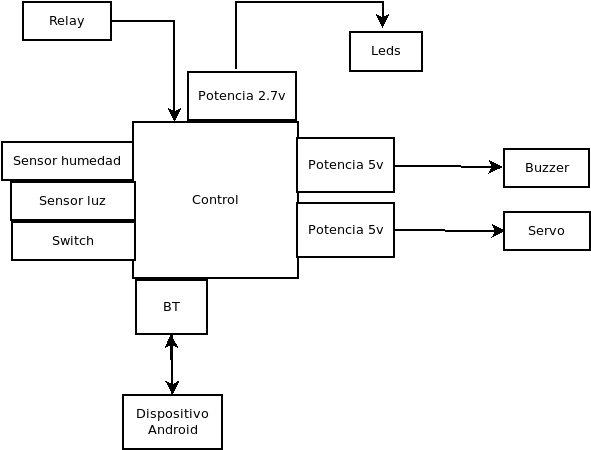 Relay
Leds
Potencia 2.7v
Sensor humedad
Sensor luz
Switch
Control
Potencia 5v
Buzzer
Potencia 5v
Servo
BT
Dispositivo
Android